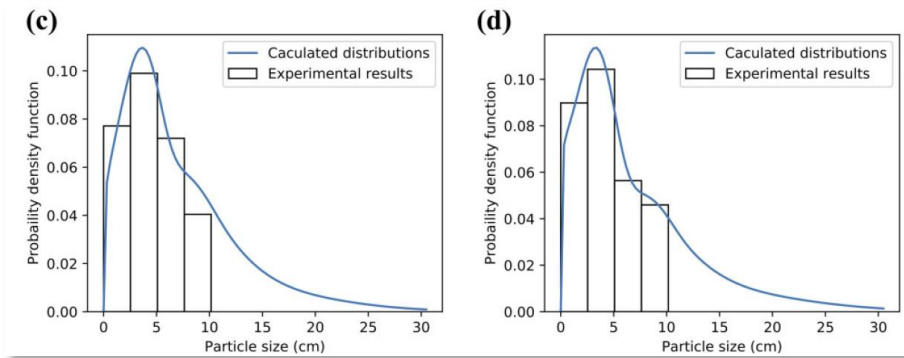 (c)
Probaility density function
0.10
0.08
0.06
0.04
0.02
0.00
Caculated distributions
Experimental results
0 5 10 15 20 25 30
Particle size (cm)
(d)
Probaility density function
0.10
0.08
0.06
0.04
0.02
0.00
Caculated distributions
Experimental results
0 5 10 15 20 25 30
Particle size (cm)